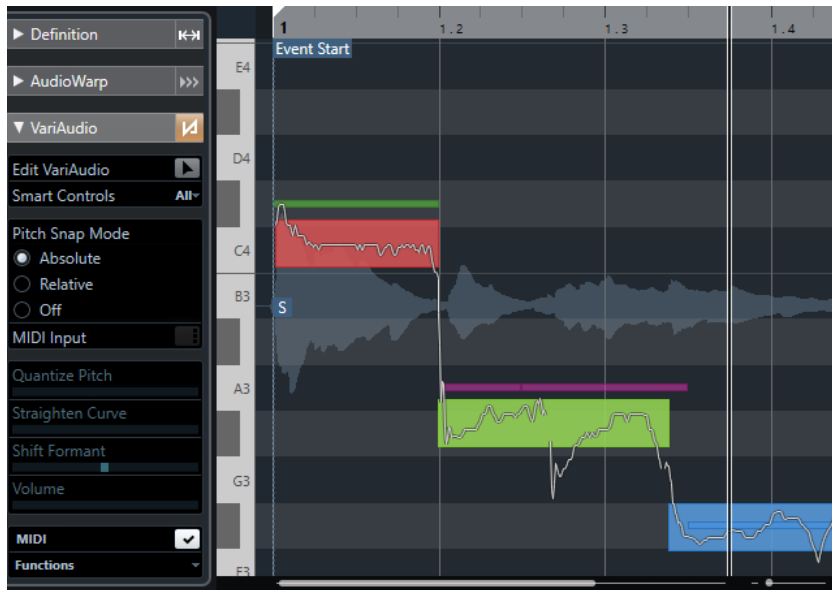 Definition
AudioWarp
VariAudio
Edit VariAudio
Smart Controls All
Pitch Snap Mode
Absolute
Relative
Off
MIDI Input
Quantize Pitch
Straighten Curve
Shift Formant
Volume
MIDI
Functions
1 1.2 1.3 1.4
Event Start
E4
D4
C4
B3
S
A3
G3
E3